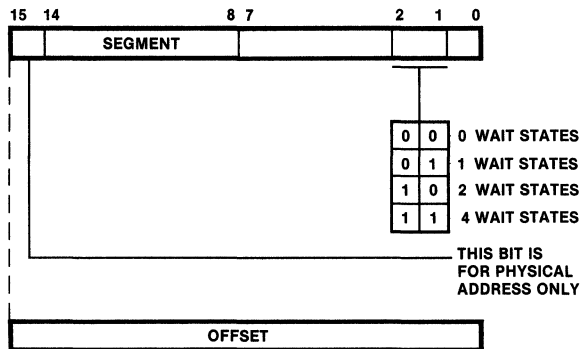 15 14 8 7 2 1 0
SEGMENT
0 0 0 WAIT STATES
0 1 1 WAIT STATES
1 0 2 WAIT STATES
1 1 4 WAIT STATES
THIS BIT IS
FOR PHYSICAL
ADDRESS ONLY
OFFSET